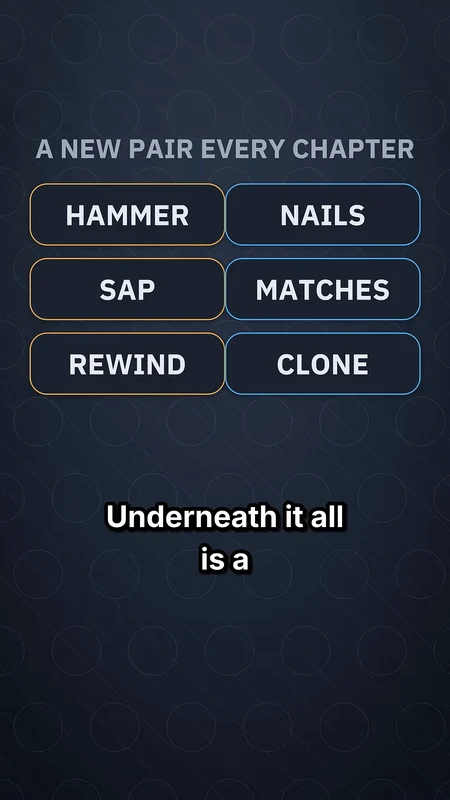 A NEW PAIR EVERY CHAPTER
HAMMER NAILS
SAP MATCHES
REWIND CLONE
Underneath it all
is a